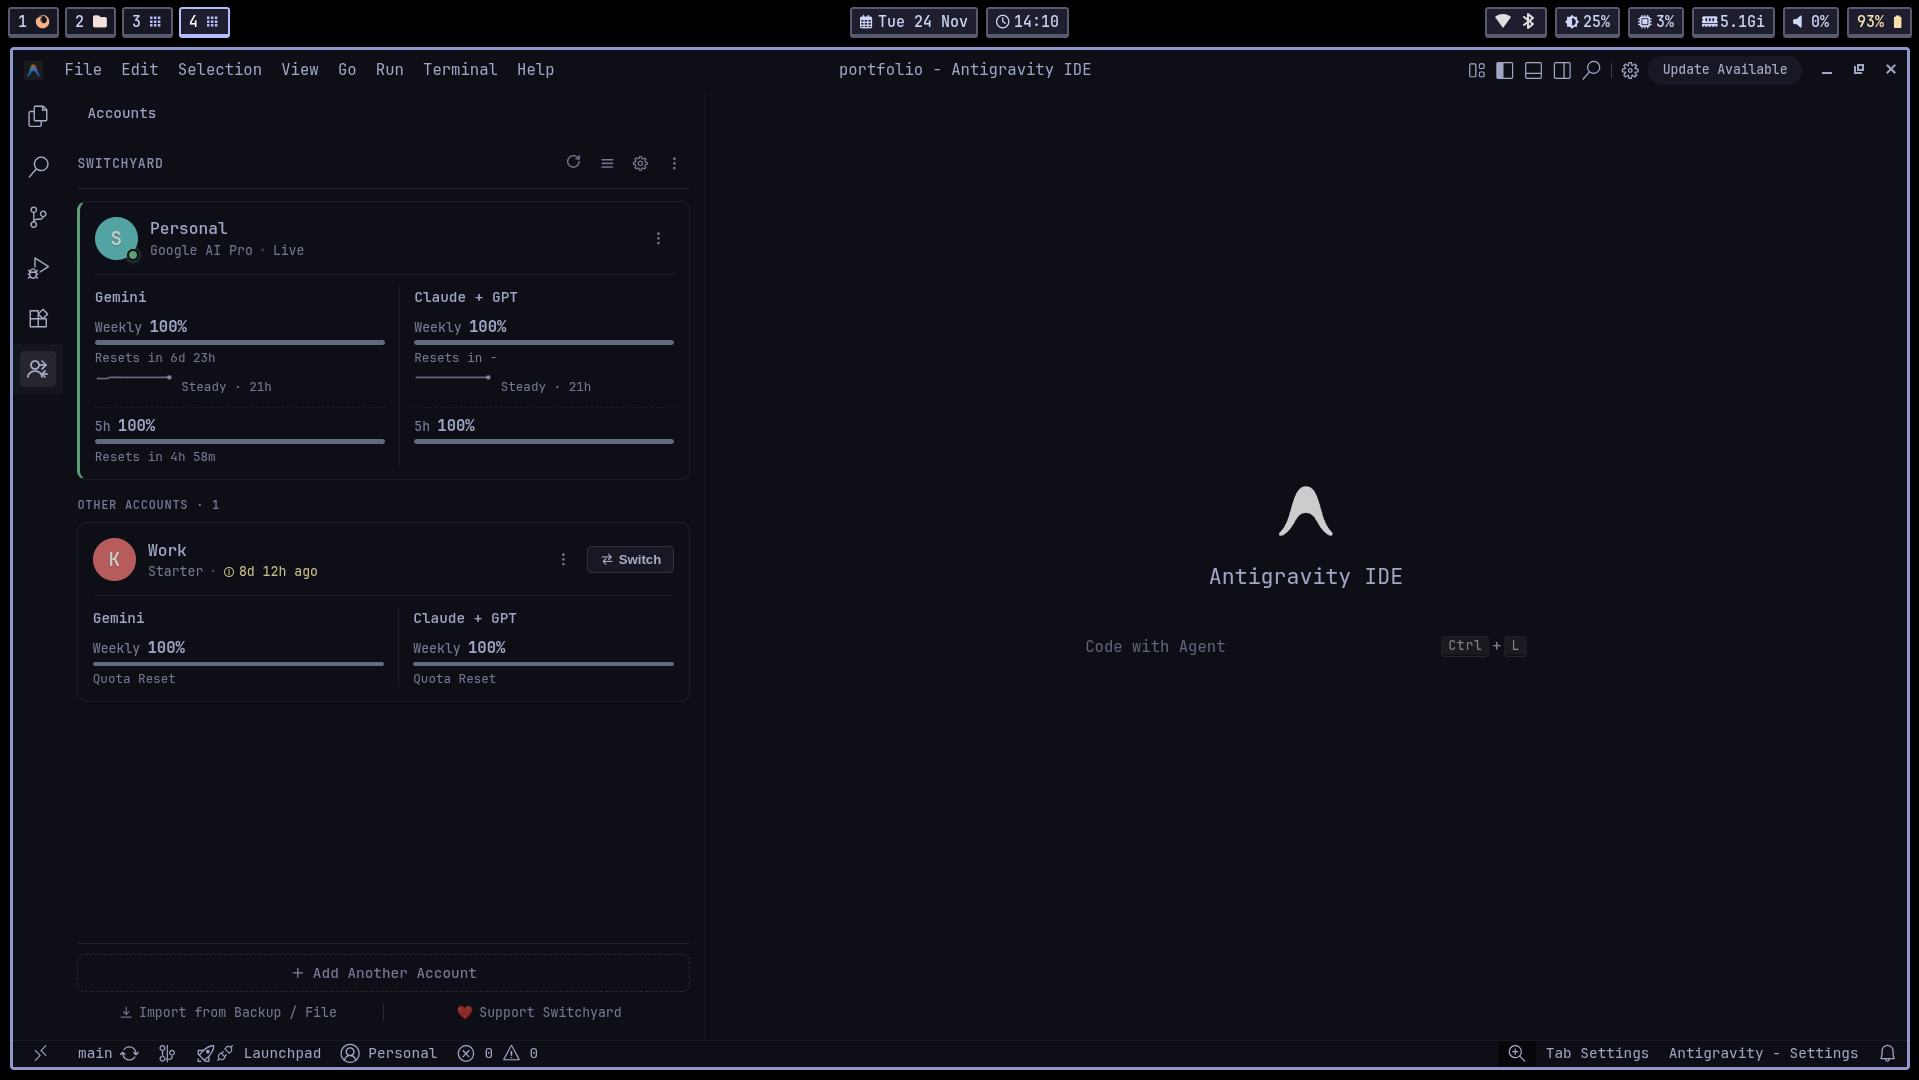 1
2
3
4
Tue 24 Nov
14:10
25%
3%
5.1Gi
0%
93%
File Edit Selection View Go Run Terminal Help
portfolio - Antigravity IDE
Update Available
Accounts
SWITCHYARD
S
Personal
Google AI Pro · Live
Gemini
Weekly 100%
Resets in 6d 23h
Steady · 21h
5h 100%
Resets in 4h 58m
Claude + GPT
Weekly 100%
Resets in -
Steady · 21h
5h 100%
OTHER ACCOUNTS · 1
K
Work
Starter · 8d 12h ago
Switch
Gemini
Weekly 100%
Quota Reset
Claude + GPT
Weekly 100%
Quota Reset
+ Add Another Account
Import from Backup / File
Support Switchyard
Antigravity IDE
Code with Agent
Ctrl + L
main
Launchpad
Personal
0
0
Tab Settings
Antigravity - Settings